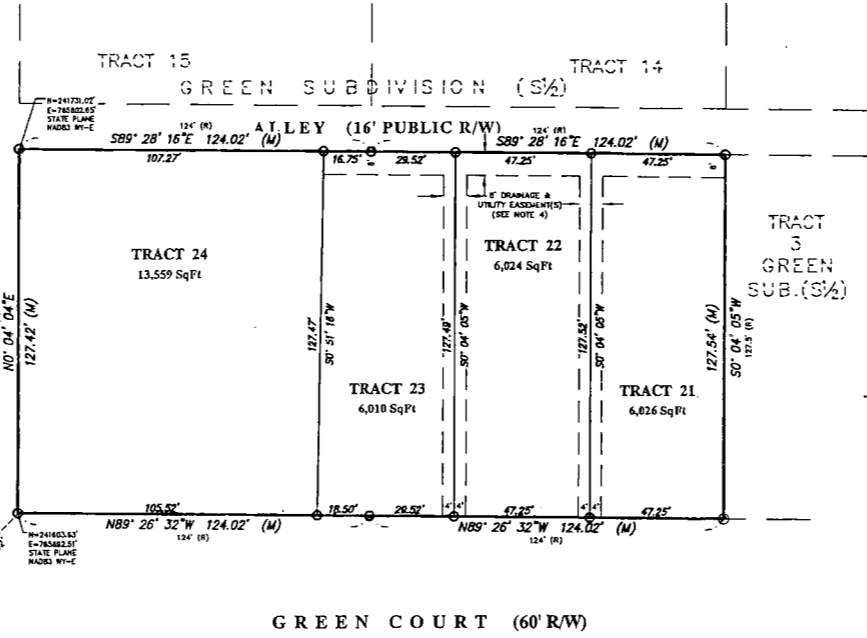 TRACT 15
TRACT 14
GREEN SUBDIVISION (S½)
N=241731.02'
E=765802.65'
STATE PLANE
NAD83 WY-E
124' (R)
ALLEY (16' PUBLIC R/W)
124' (R)
S89° 28' 16"E 124.02' (M)
S89° 28' 16"E 124.02' (M)
107.27'
16.75'
29.52'
47.25'
47.25'
8'
8' DRAINAGE &
UTILITY EASEMENT(S)
(SEE NOTE 4)
TRACT 24
13,559 SqFt
TRACT 22
6,024 SqFt
TRACT
3
GREEN
SUB.(S½)
N0° 04' 04"E
127.42' (M)
127.47'
S0° 51' 16"W
127.49'
S0° 04' 05"W
127.52'
S0° 04' 05"W
127.54' (M)
S0° 04' 05"W
127.5' (R)
TRACT 23
6,010 SqFt
TRACT 21
6,026 SqFt
105.52'
18.50'
29.52'
4'
4'
47.25'
4'
4'
47.25'
N89° 26' 32"W 124.02' (M)
N89° 26' 32"W 124.02' (M)
124' (R)
124' (R)
N=241603.63'
STATE PLANE
NAD83 WY-E
GREEN COURT (60' R/W)